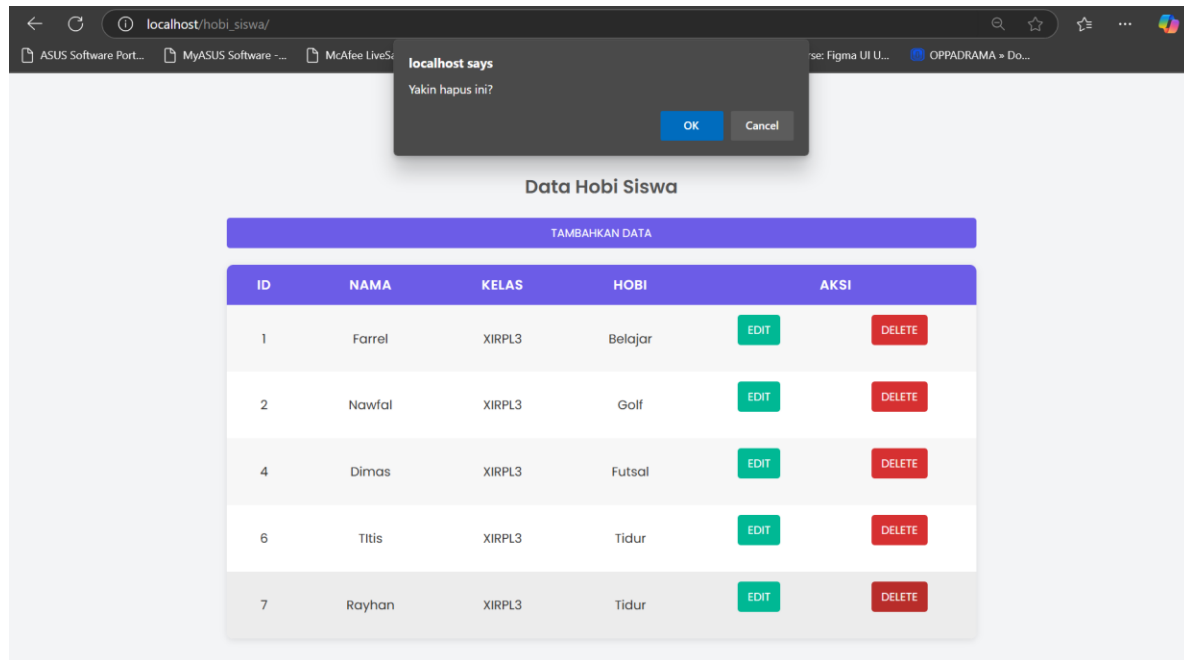 localhost/hobi_siswa/
ASUS Software Port... MyASUS Software -... McAfee LiveSa rse: Figma UI U... OPPADRAMA » Do...
localhost says
Yakin hapus ini?
OK Cancel
Data Hobi Siswa
TAMBAHKAN DATA
ID NAMA KELAS HOBI AKSI
1 Farrel XIRPL3 Belajar EDIT DELETE
2 Nawfal XIRPL3 Golf EDIT DELETE
4 Dimas XIRPL3 Futsal EDIT DELETE
6 TItis XIRPL3 Tidur EDIT DELETE
7 Rayhan XIRPL3 Tidur EDIT DELETE